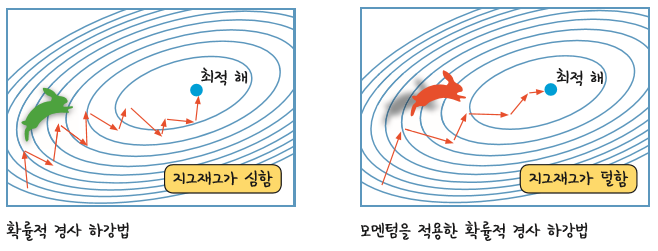 최적 해
지그재그가 심함
확률적 경사 하강법
최적 해
지그재그가 덜함
모멘텀을 적용한 확률적 경사 하강법